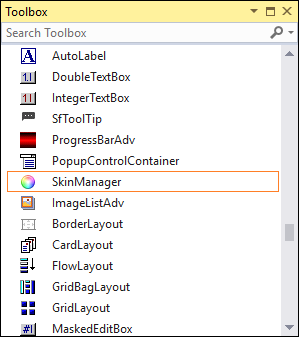 Toolbox
Search Toolbox
AutoLabel
DoubleTextBox
IntegerTextBox
SfToolTip
ProgressBarAdv
PopupControlContainer
SkinManager
ImageListAdv
BorderLayout
CardLayout
FlowLayout
GridBagLayout
GridLayout
MaskedEditBox